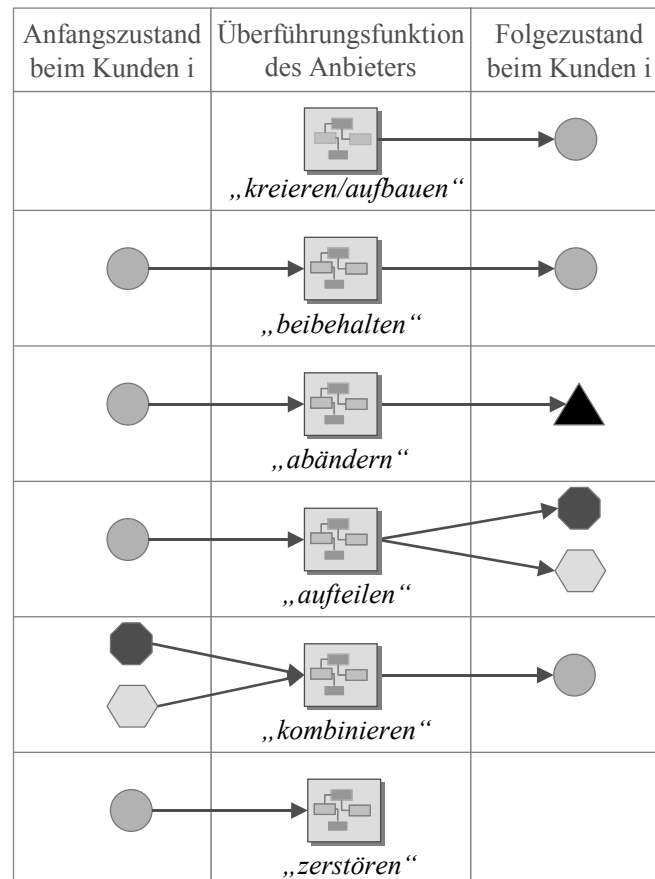 Anfangszustand
beim Kunden i
Überführungsfunktion
des Anbieters
Folgezustand
beim Kunden i
„kreieren/aufbauen“
„beibehalten“
„abändern“
„aufteilen“
„kombinieren“
„zerstören“